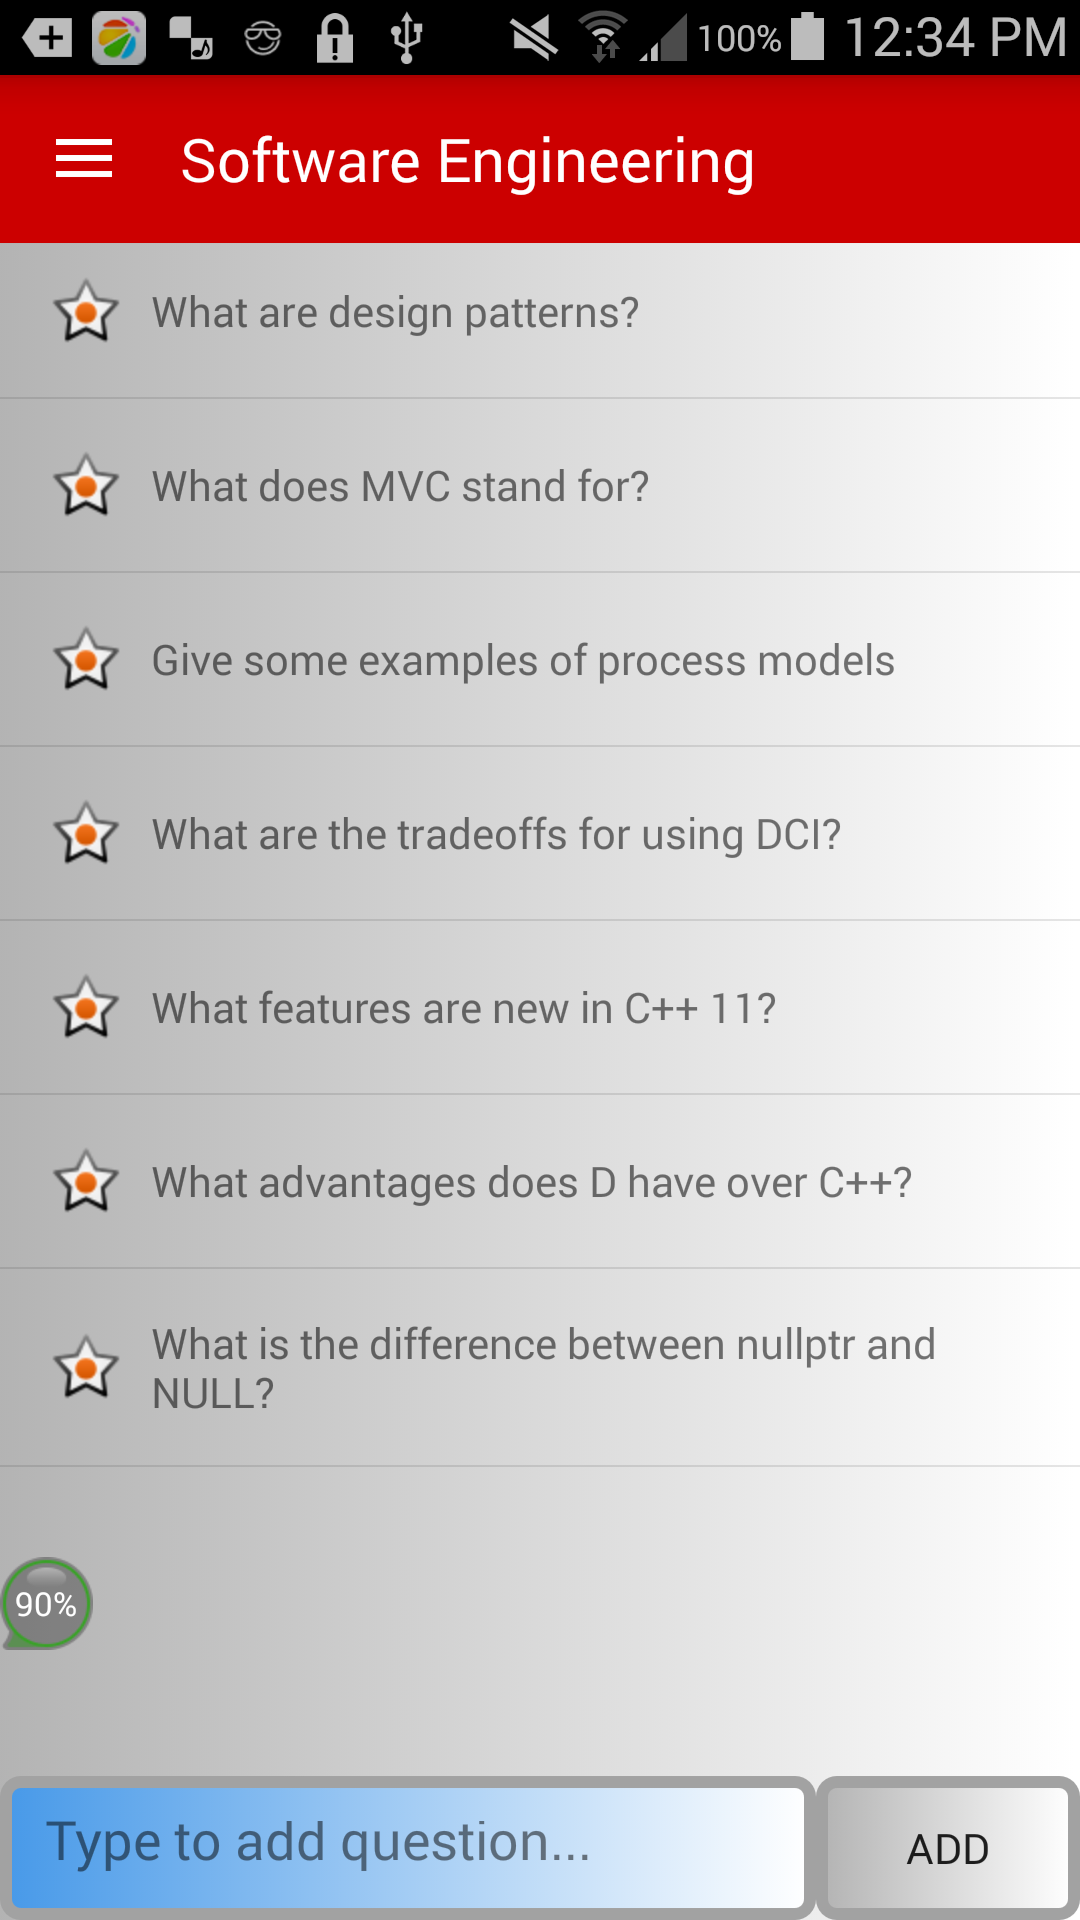 100% 12:34 PM
Software Engineering
What are design patterns?
What does MVC stand for?
Give some examples of process models
What are the tradeoffs for using DCI?
What features are new in C++ 11?
What advantages does D have over C++?
What is the difference between nullptr and
NULL?
90%
Type to add question...
ADD